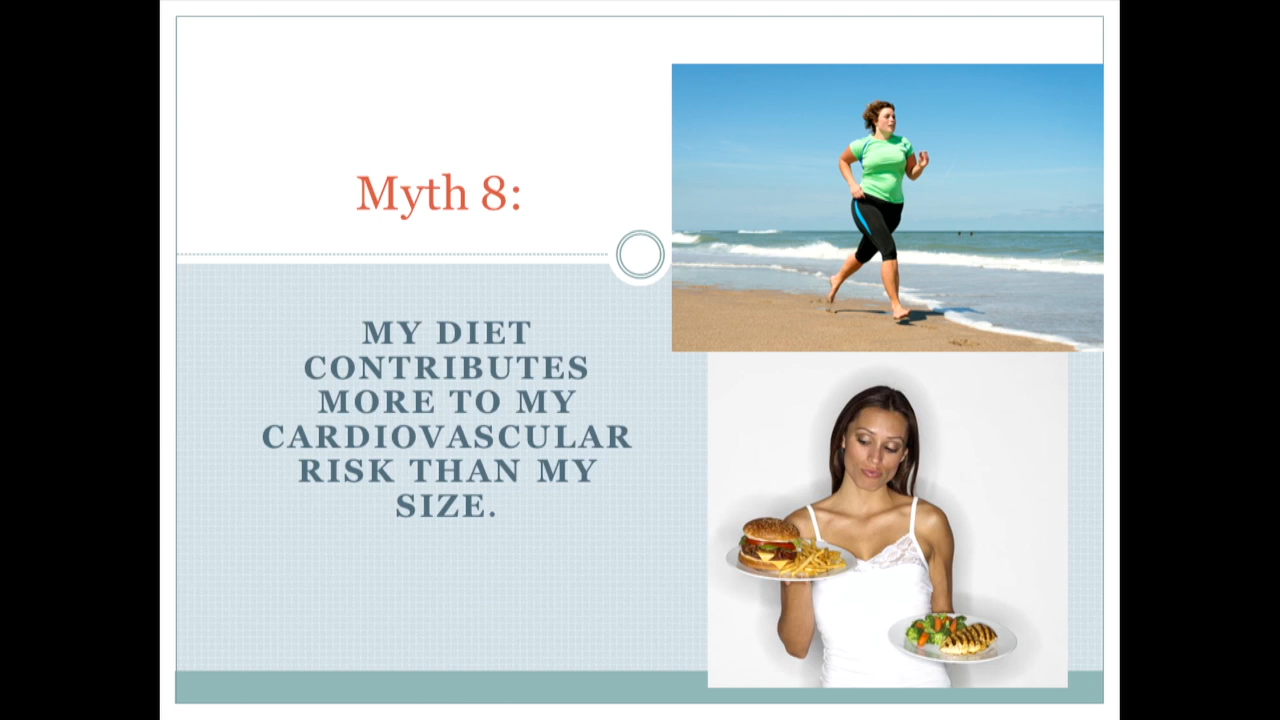 Myth 8:
MY DIET
CONTRIBUTES
MORE TO MY
CARDIOVASCULAR
RISK THAN MY
SIZE.